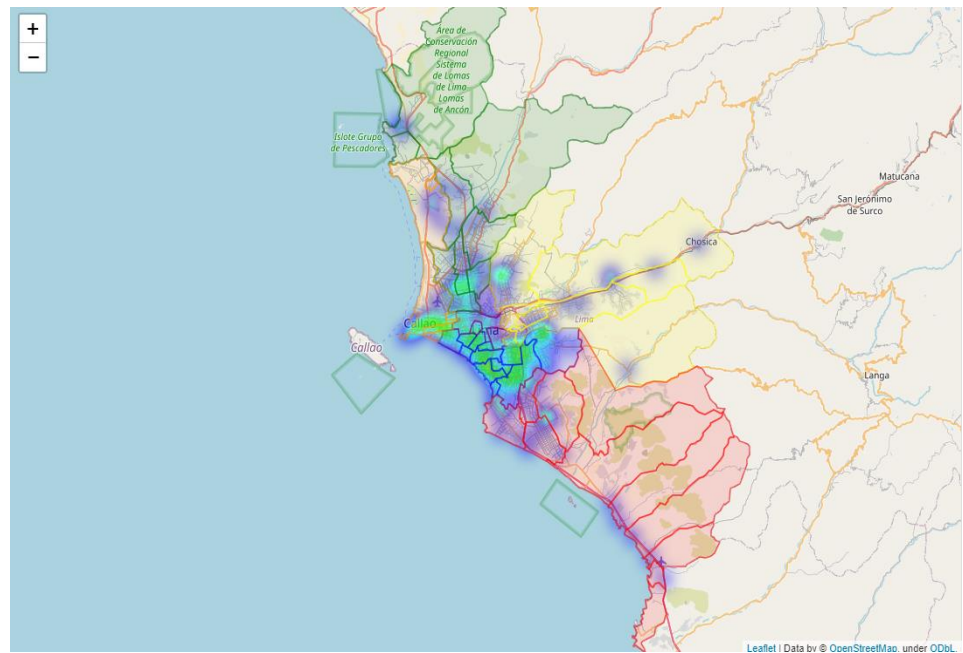 +
−
Área de
Conservación
Regional
Sistema
de Lomas
de Lima
Lomas
de Ancón
Islote Grupo
de Pescadores
Matucana
San Jerónimo
de Surco
Chosica
Callao
Lima
Callao
Langa
Leaflet | Data by © OpenStreetMap, under ODbL.